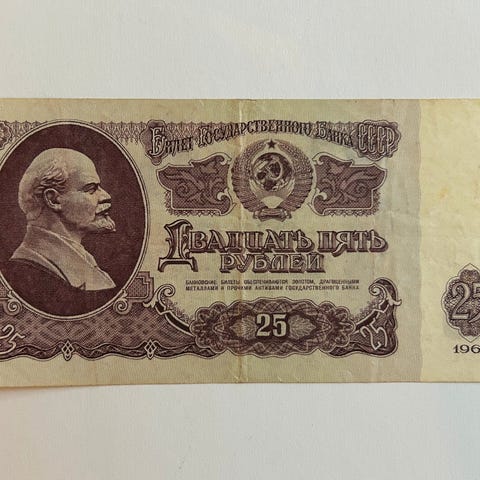 Билет Государственного Банка СССР
Двадцать пять
рублей
БАНКОВСКИЕ БИЛЕТЫ ОБЕСПЕЧИВАЮТСЯ ЗОЛОТОМ, ДРАГОЦЕННЫМИ
МЕТАЛЛАМИ И ПРОЧИМИ АКТИВАМИ ГОСУДАРСТВЕННОГО БАНКА
25
25
25
196